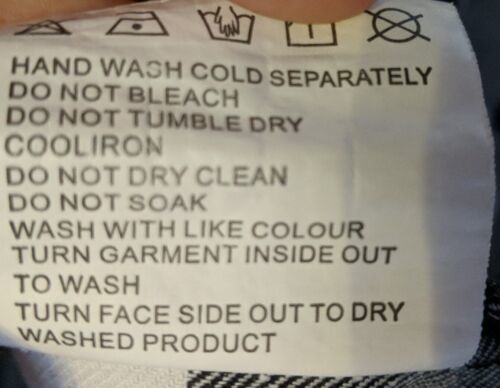 HAND WASH COLD SEPARATELY
DO NOT BLEACH
DO NOT TUMBLE DRY
COOLIRON
DO NOT DRY CLEAN
DO NOT SOAK
WASH WITH LIKE COLOUR
TURN GARMENT INSIDE OUT
TO WASH
TURN FACE SIDE OUT TO DRY
WASHED PRODUCT